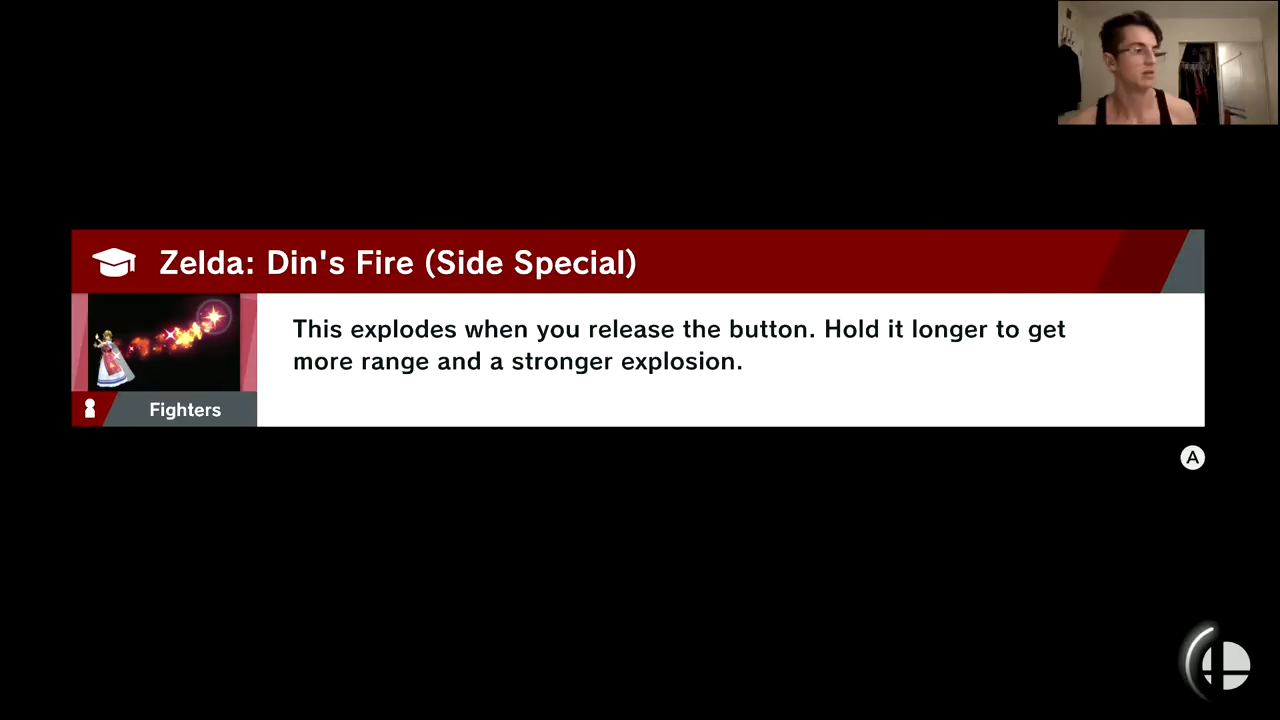 Zelda: Din's Fire (Side Special)
This explodes when you release the button. Hold it longer to get
more range and a stronger explosion.
Fighters
A